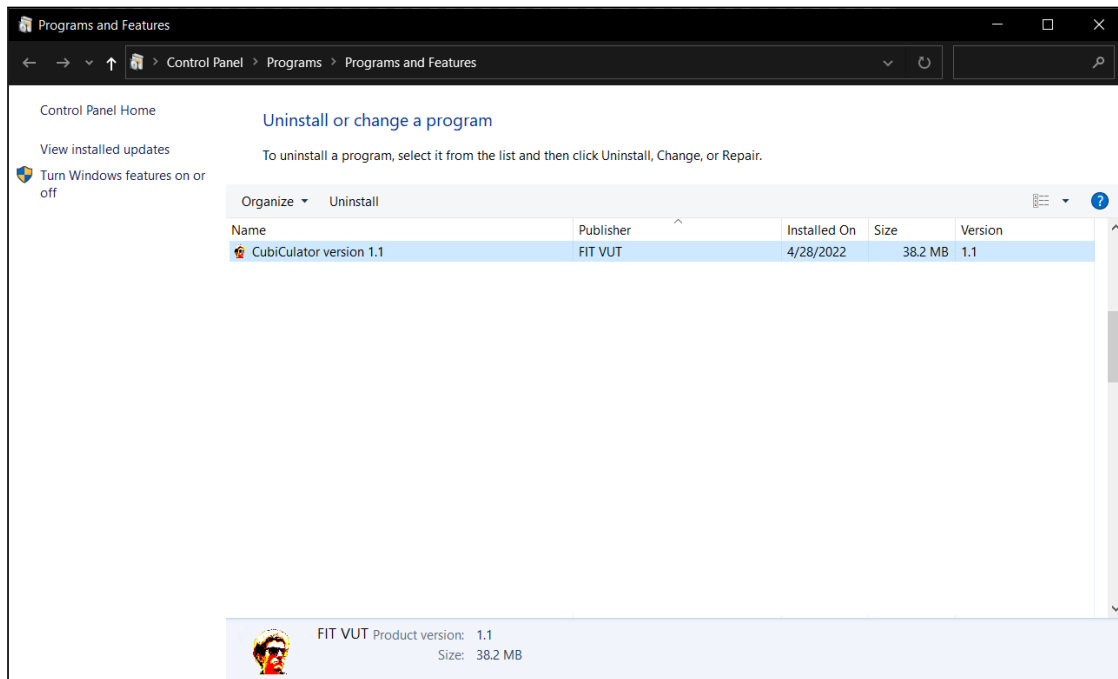 Programs and Features
Control Panel > Programs > Programs and Features
Control Panel Home
View installed updates
Turn Windows features on or
off
Uninstall or change a program
To uninstall a program, select it from the list and then click Uninstall, Change, or Repair.
Organize Uninstall
?
Name Publisher Installed On Size Version
CubiCulator version 1.1 FIT VUT 4/28/2022 38.2 MB 1.1
FIT VUT Product version: 1.1
Size: 38.2 MB